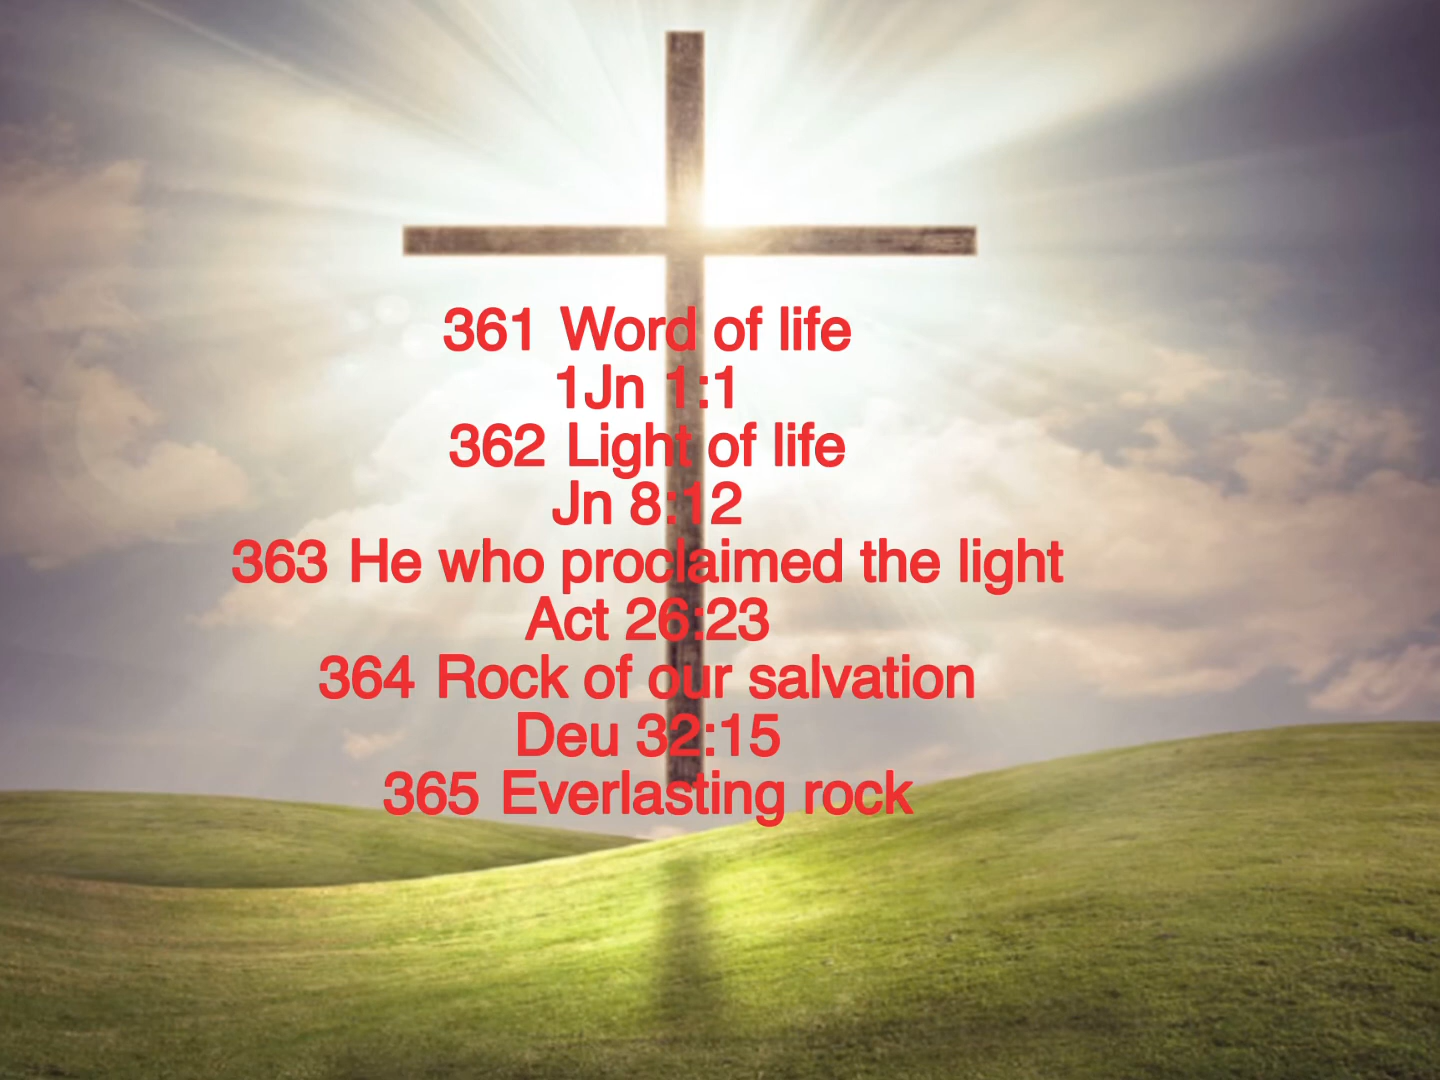 361 Word of life
1Jn 1:1
362 Light of life
Jn 8:12
363 He who proclaimed the light
Act 26:23
364 Rock of our salvation
Deu 32:15
365 Everlasting rock